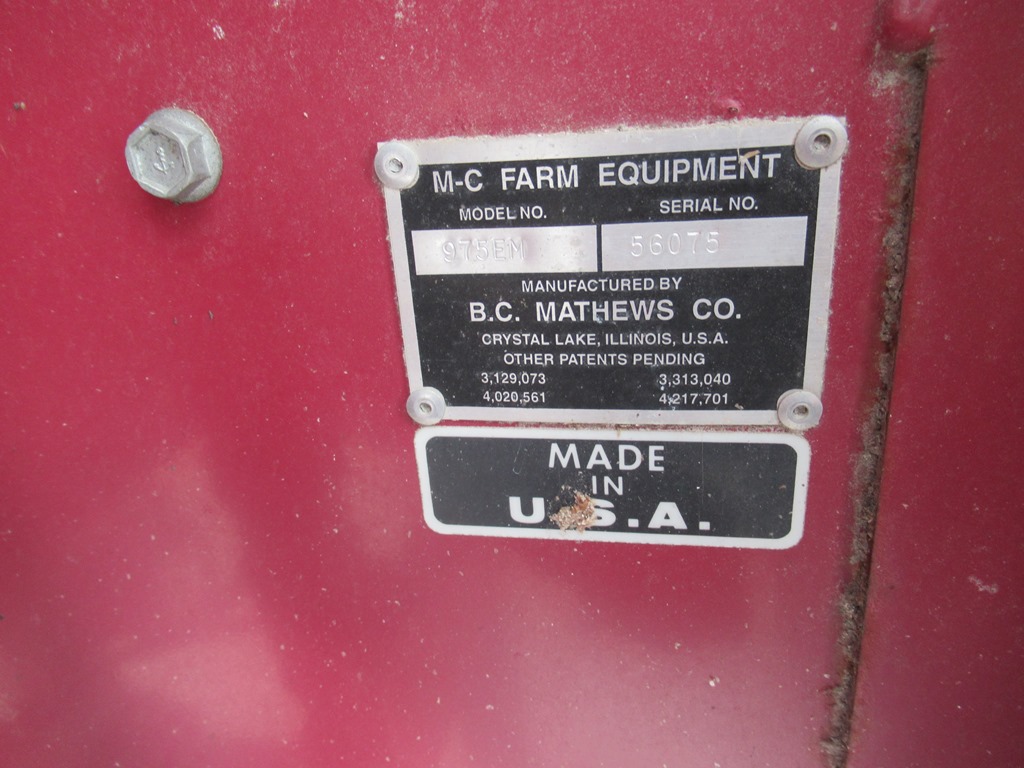 M-C FARM EQUIPMENT
MODEL NO. SERIAL NO.
975EM 56075
MANUFACTURED BY
B.C. MATHEWS CO.
CRYSTAL LAKE, ILLINOIS, U.S.A.
OTHER PATENTS PENDING
3,129,073 3,313,040
4,020,561 4,217,701
MADE
IN
U.S.A.